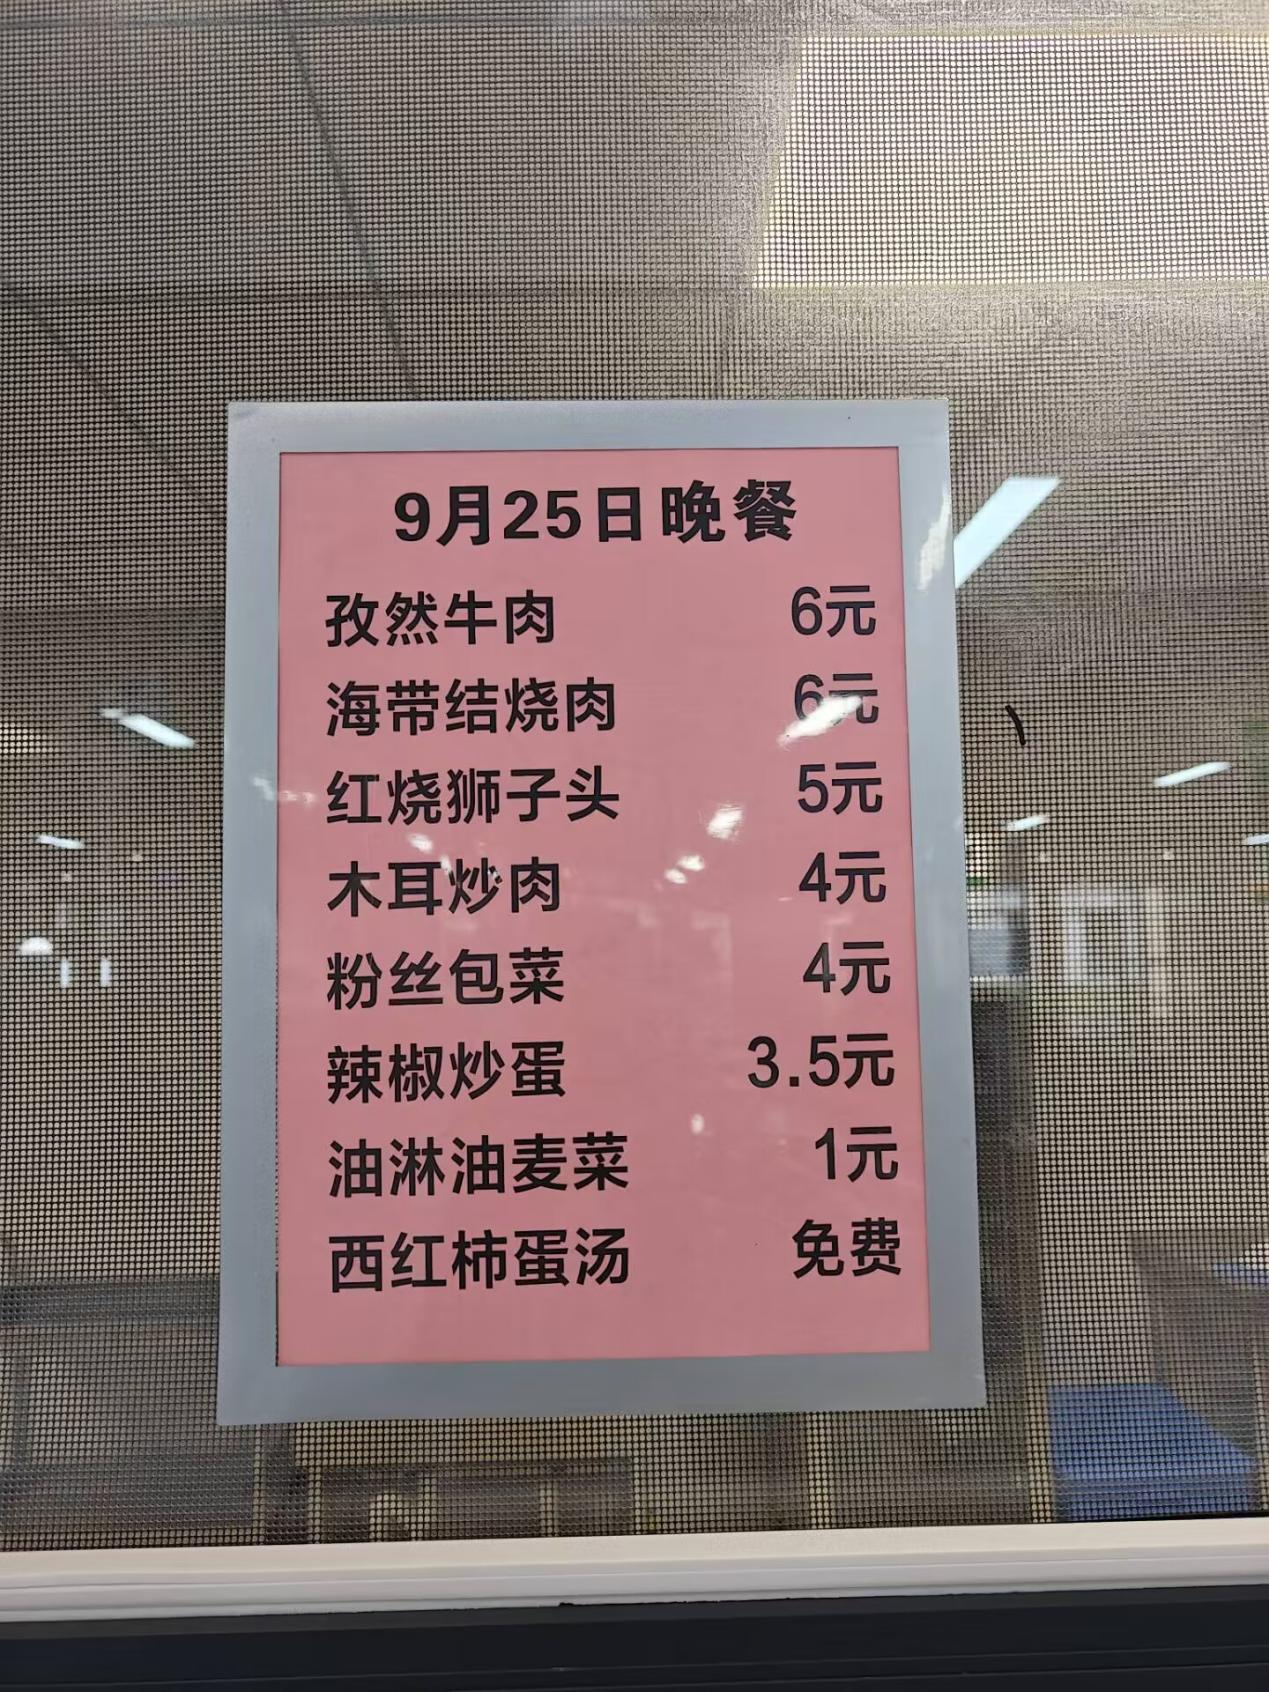 9月25日晚餐
孜然牛肉 6元
海带结烧肉 6元
红烧狮子头 5元
木耳炒肉 4元
粉丝包菜 4元
辣椒炒蛋 3.5元
油淋油麦菜 1元
西红柿蛋汤 免费